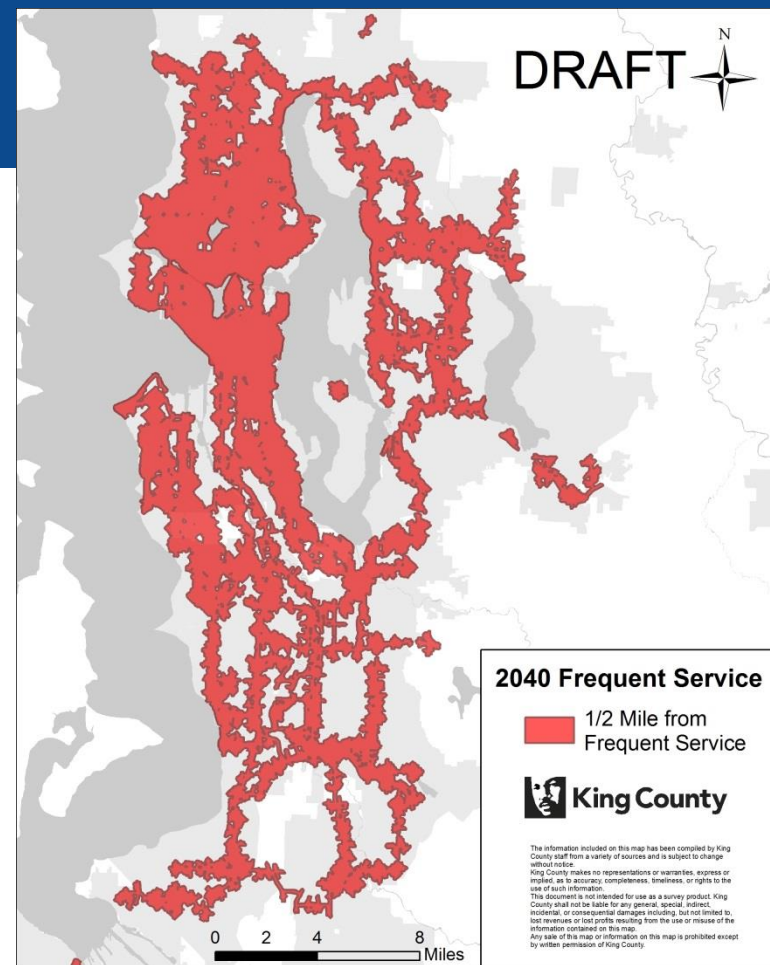 DRAFT
N
2040 Frequent Service
1/2 Mile from
Frequent Service
King County
The information included on this map has been compiled by King
County staff from a variety of sources and is subject to change
without notice.
King County makes no representations or warranties, express or
implied, as to accuracy, completeness, timeliness, or rights to the
use of such information.
This document is not intended for use as a survey product. King
County shall not be liable for any general, special, indirect,
incidental, or consequential damages including, but not limited to,
lost revenues or lost profits resulting from the use or misuse of the
information contained on this map.
Any sale of this map or information on this map is prohibited except
by written permission of King County.
0 2 4 8
Miles